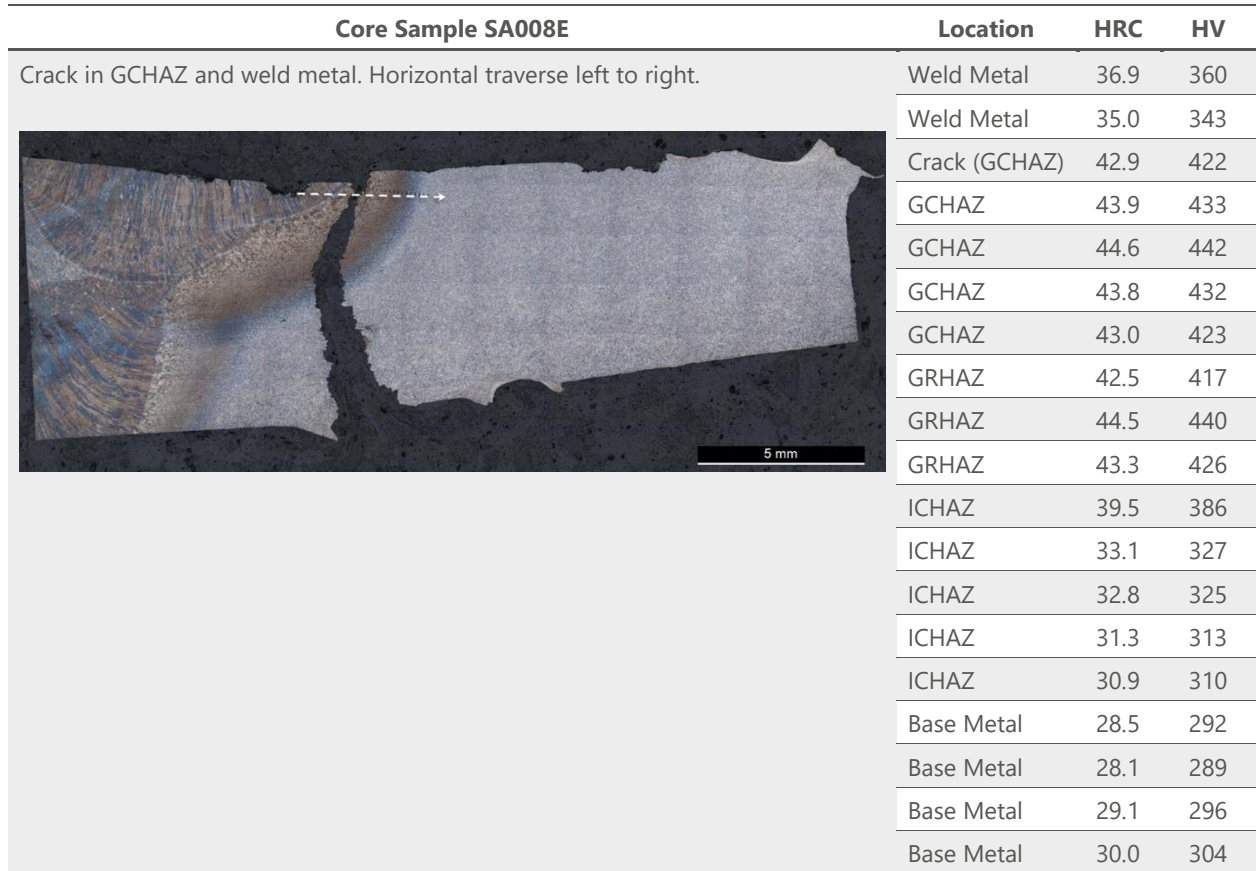 Core Sample SA008E Location HRC HV
Crack in GCHAZ and weld metal. Horizontal traverse left to right.
5 mm
Weld Metal 36.9 360
Weld Metal 35.0 343
Crack (GCHAZ) 42.9 422
GCHAZ 43.9 433
GCHAZ 44.6 442
GCHAZ 43.8 432
GCHAZ 43.0 423
GRHAZ 42.5 417
GRHAZ 44.5 440
GRHAZ 43.3 426
ICHAZ 39.5 386
ICHAZ 33.1 327
ICHAZ 32.8 325
ICHAZ 31.3 313
ICHAZ 30.9 310
Base Metal 28.5 292
Base Metal 28.1 289
Base Metal 29.1 296
Base Metal 30.0 304